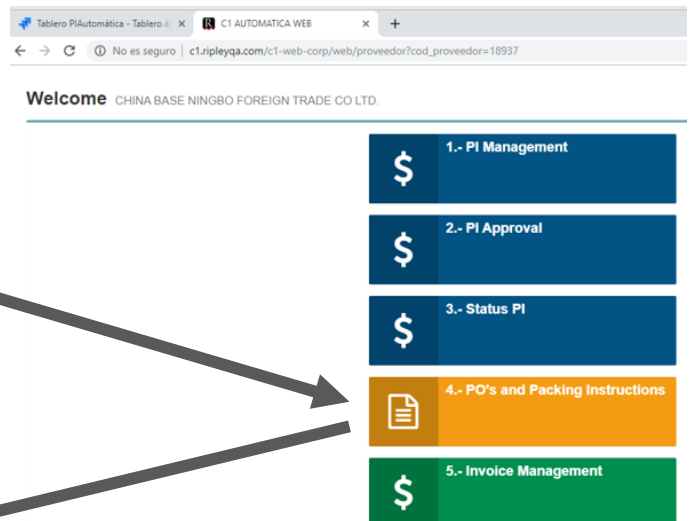 Tablero PIAutomática - Tablero á
C1 AUTOMATICA WEB
No es seguro | c1.ripleyqa.com/c1-web-corp/web/proveedor?cod_proveedor=18937
Welcome CHINA BASE NINGBO FOREIGN TRADE CO LTD.
1.- PI Management
2.- PI Approval
3.- Status PI
4.- PO's and Packing Instructions
5.- Invoice Management